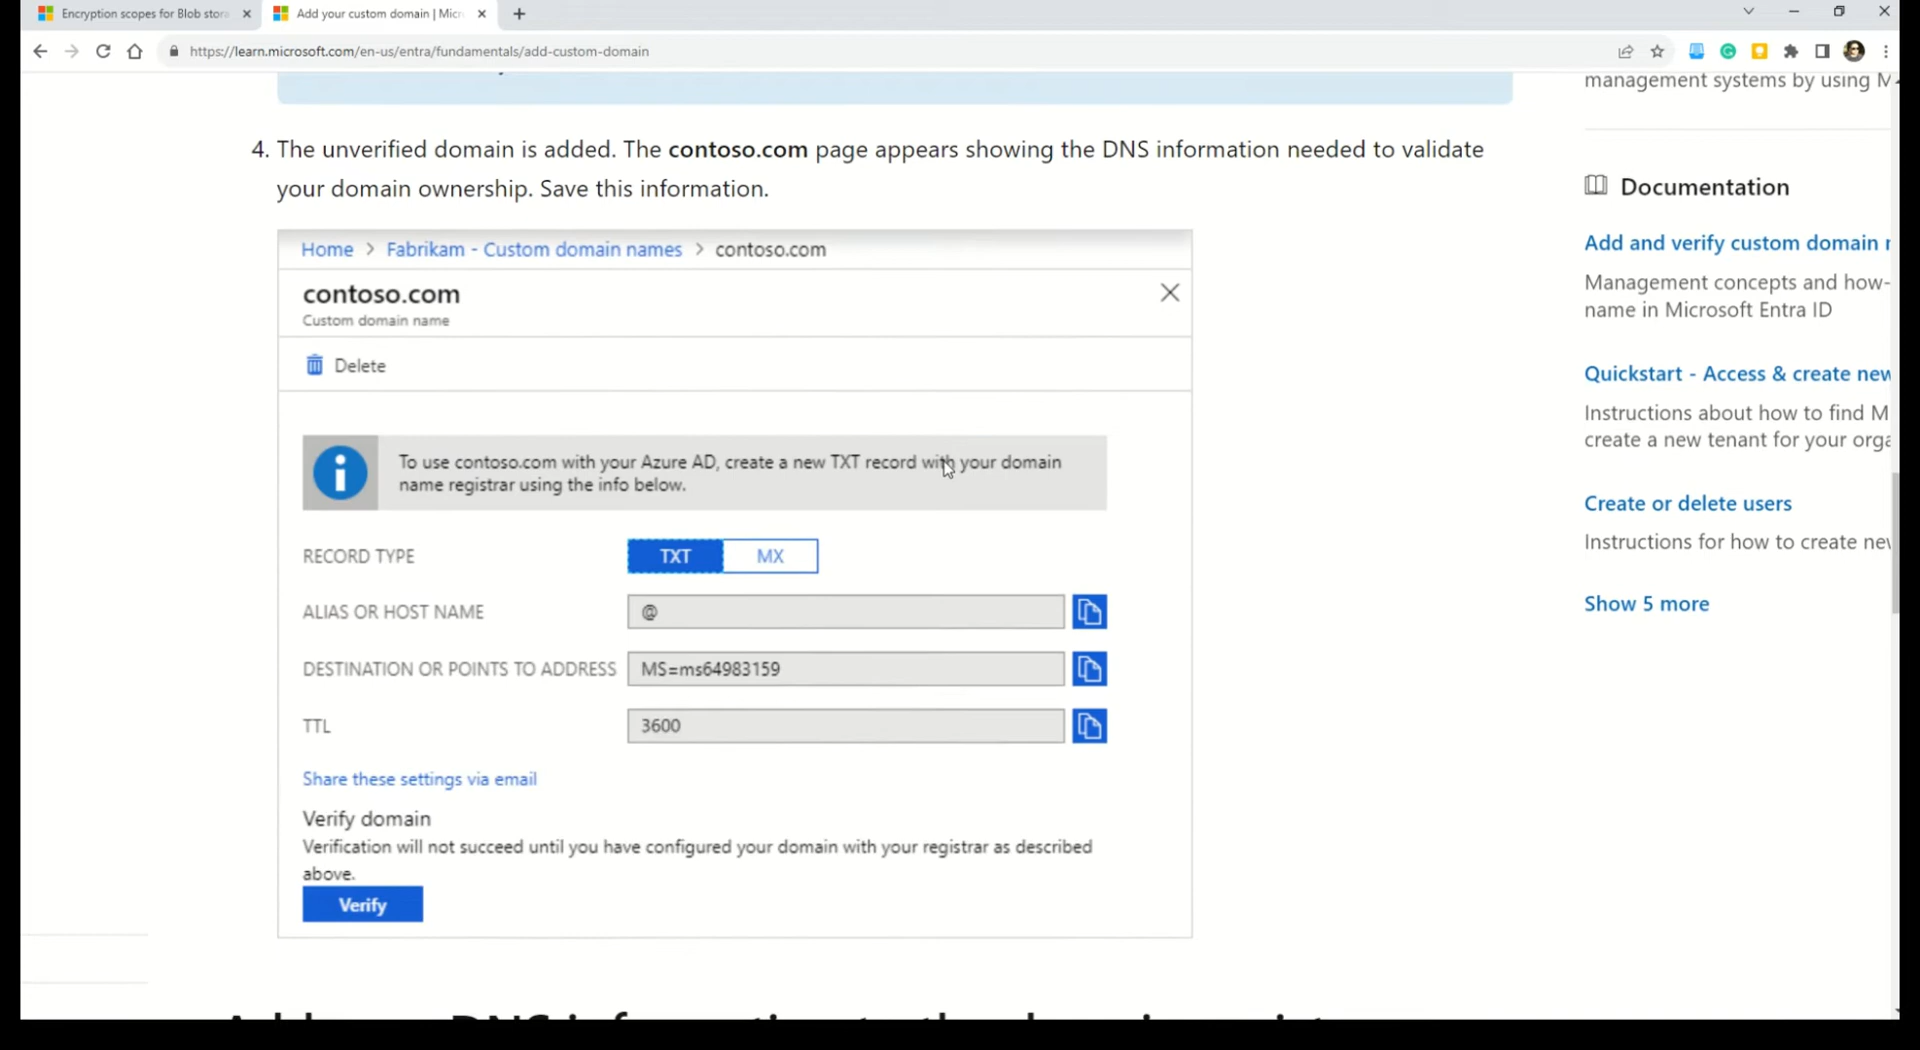 Encryption scopes for Blob stora
Add your custom domain | Micr
https://learn.microsoft.com/en-us/entra/fundamentals/add-custom-domain
management systems by using M
4. The unverified domain is added. The contoso.com page appears showing the DNS information needed to validate
your domain ownership. Save this information.
Home > Fabrikam - Custom domain names > contoso.com
contoso.com
Custom domain name
Delete
To use contoso.com with your Azure AD, create a new TXT record with your domain
name registrar using the info below.
RECORD TYPE TXT MX
ALIAS OR HOST NAME @
DESTINATION OR POINTS TO ADDRESS MS=ms64983159
TTL 3600
Share these settings via email
Verify domain
Verification will not succeed until you have configured your domain with your registrar as described
above.
Verify
Documentation
Add and verify custom domain
Management concepts and how-
name in Microsoft Entra ID
Quickstart - Access & create new
Instructions about how to find M
create a new tenant for your orga
Create or delete users
Instructions for how to create new
Show 5 more